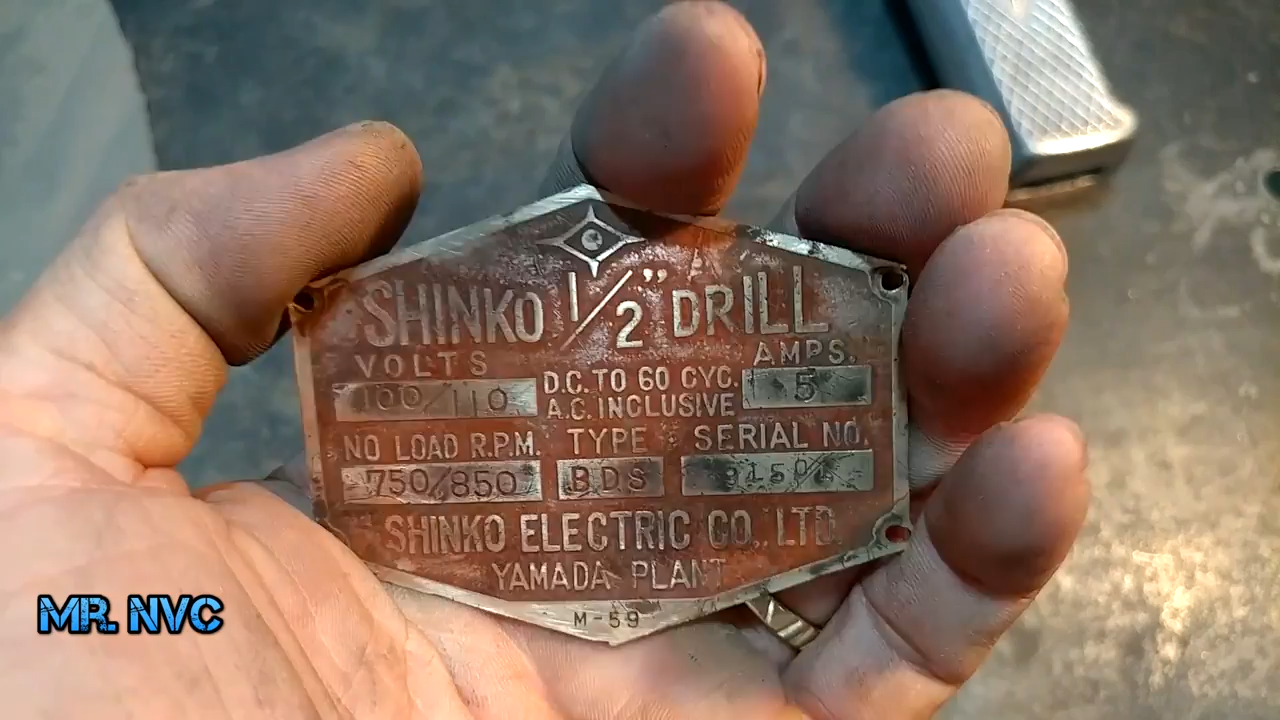 SHINKO 1/2" DRILL
VOLTS
AMPS.
100/110
D.C. TO 60 CYC.
A.C. INCLUSIVE
5
NO LOAD R.P.M.
TYPE
SERIAL NO.
750/850
BDS
SHINKO ELECTRIC CO., LTD.
YAMADA PLANT
M-59
MR. NVC